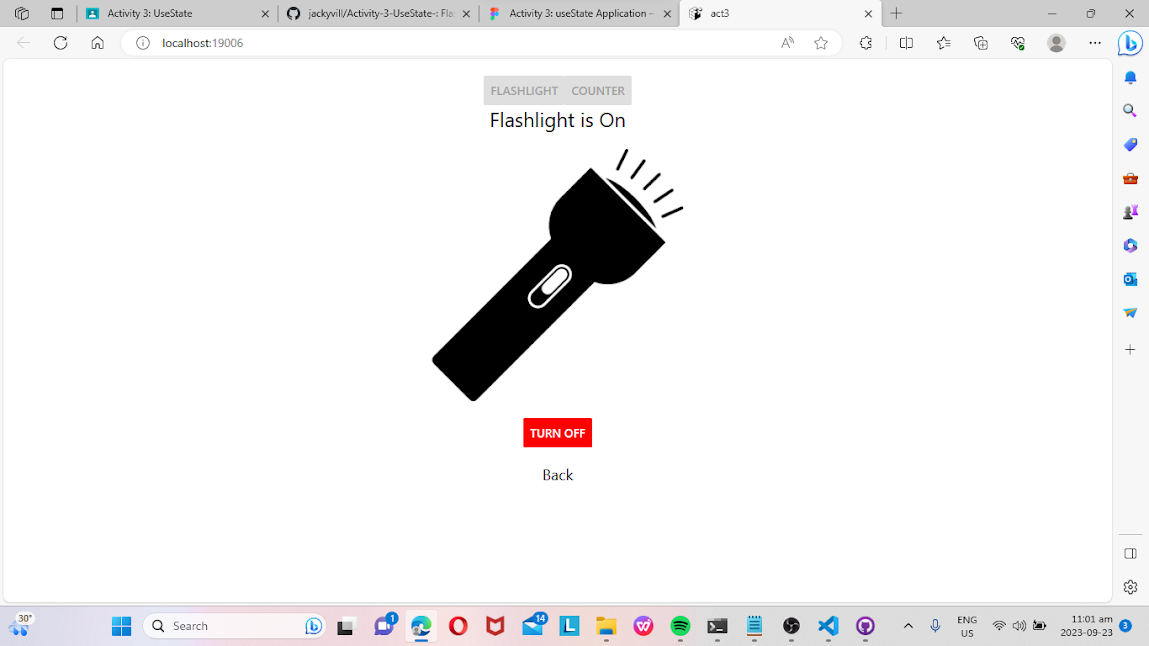 Activity 3: UseState
jackyvill/Activity-3-UseState-: Fla
Activity 3: useState Application –
act3
localhost:19006
FLASHLIGHT
COUNTER
Flashlight is On
TURN OFF
Back
30°
Search
1
14
ENG
US
11:01 am
2023-09-23
3